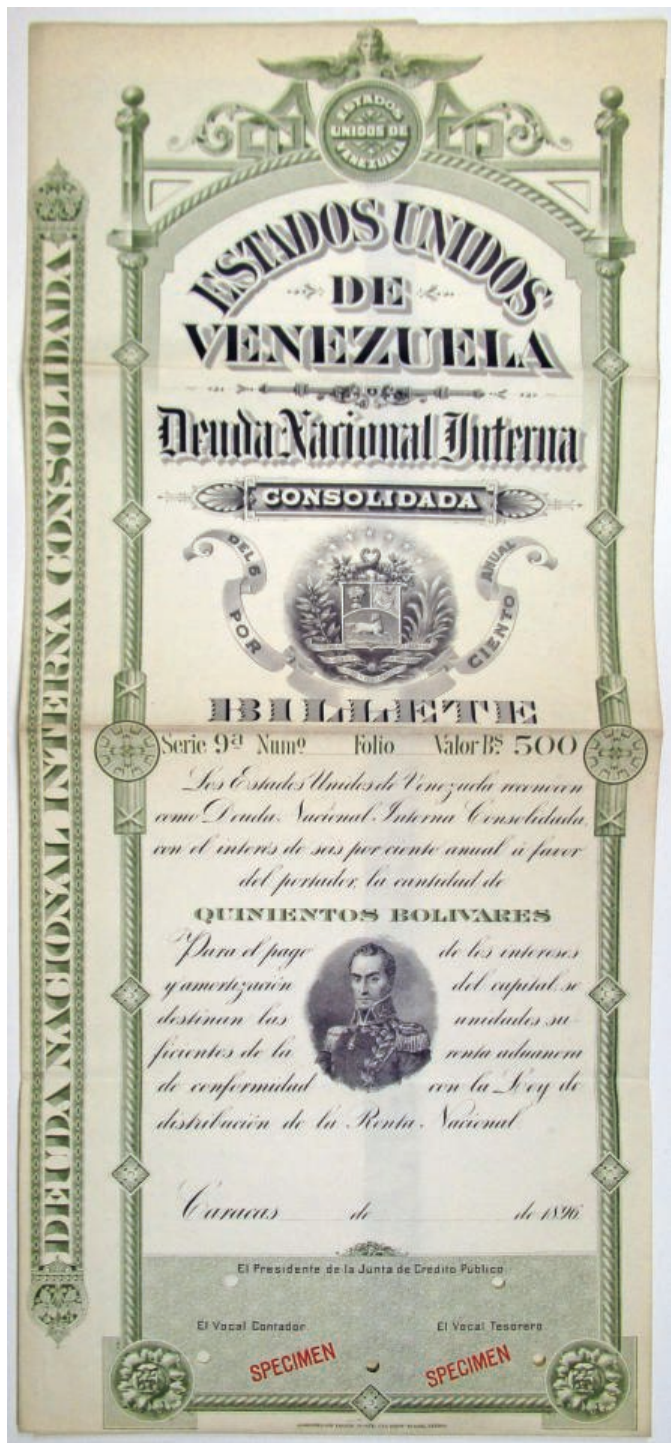 ESTADOS
UNIDOS DE
VENEZUELA
ESTADOS UNIDOS
DE
VENEZUELA
Deuda Nacional Interna
CONSOLIDADA
DEL 6 POR CIENTO ANUAL
BILLETE
Serie 9ª Numº Folio Valor Bs 500
Los Estados Unidos de Venezuela reconocen
como Deuda Nacional Interna Consolidada
con el interés de seis por ciento anual á favor
del portador, la cantidad de
QUINIENTOS BOLIVARES
Para el pago de los intereses
y amortización del capital se
destinan las unidades su-
ficientes de la renta aduanera
de conformidad con la Ley de
distribución de la Renta Nacional
Caracas de de 1896
El Presidente de la Junta de Credito Publico
El Vocal Contador El Vocal Tesorero
SPECIMEN SPECIMEN
DEUDA NACIONAL INTERNA CONSOLIDADA